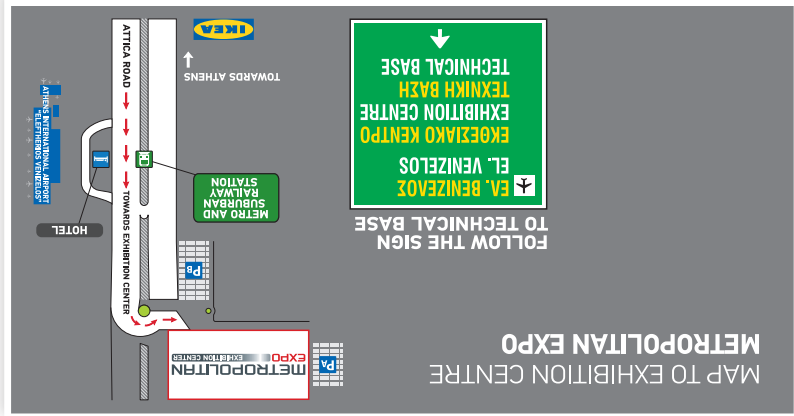 MAP TO EXHIBITION CENTRE
METROPOLITAN EXPO
FOLLOW THE SIGN
TO TECHNICAL BASE
ΕΛ. ΒΕΝΙΖΕΛΟΣ
EL. VENIZELOS
ΕΚΘΕΣΙΑΚΟ ΚΕΝΤΡΟ
EXHIBITION CENTRE
ΤΕΧΝΙΚΗ ΒΑΣΗ
TECHNICAL BASE
PA
METROPOLITAN
EXPO EXHIBITION CENTER
PB
TOWARDS EXHIBITION CENTER
HOTEL
METRO AND
SUBURBAN
RAILWAY
STATION
ATHENS INTERNATIONAL AIRPORT
"ELEFTHERIOS VENIZELOS"
TOWARDS ATHENS
ATTICA ROAD
IKEA